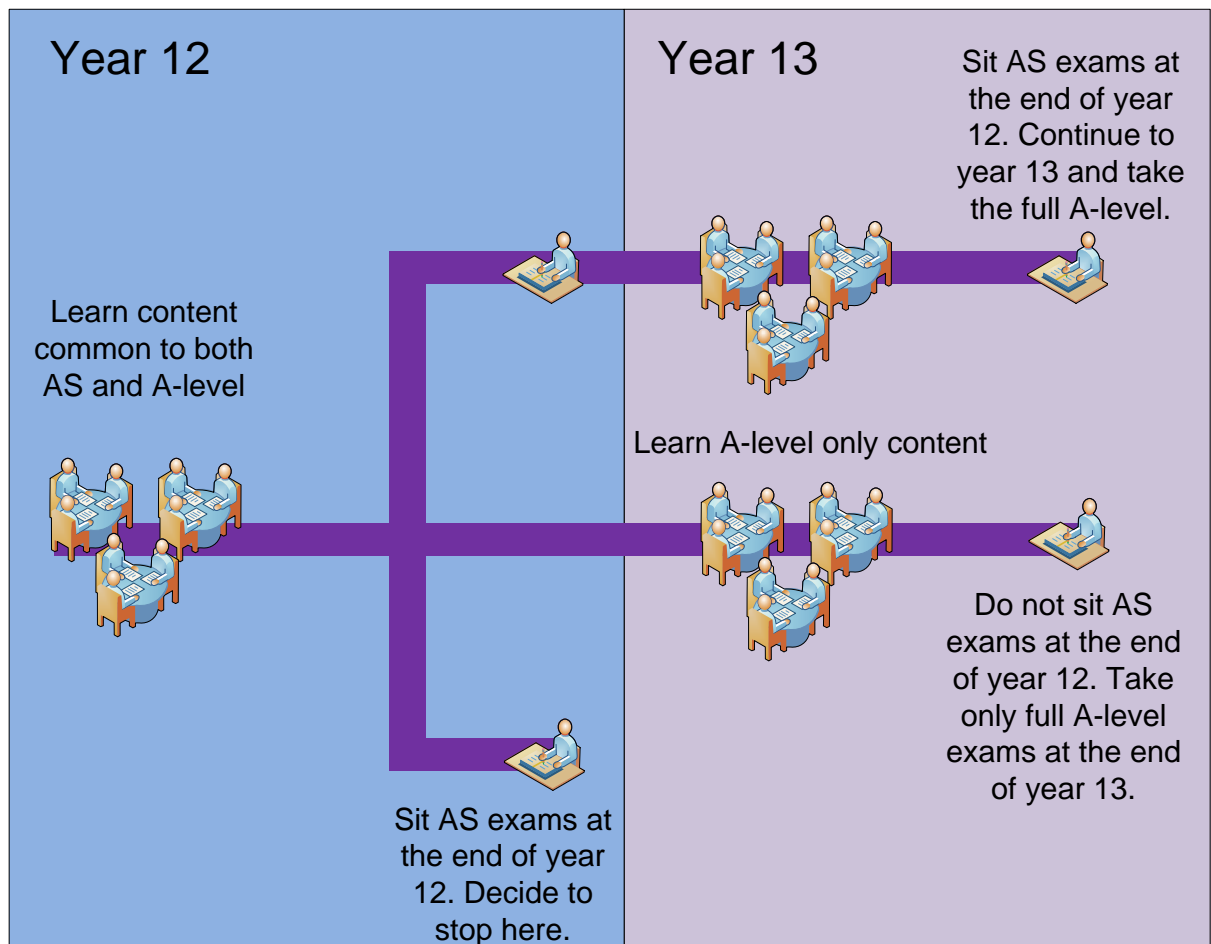 Year 12
Learn content
common to both
AS and A-level
Sit AS exams at
the end of year
12. Decide to
stop here.
Year 13
Sit AS exams at
the end of year
12. Continue to
year 13 and take
the full A-level.
Learn A-level only content
Do not sit AS
exams at the end
of year 12. Take
only full A-level
exams at the end
of year 13.